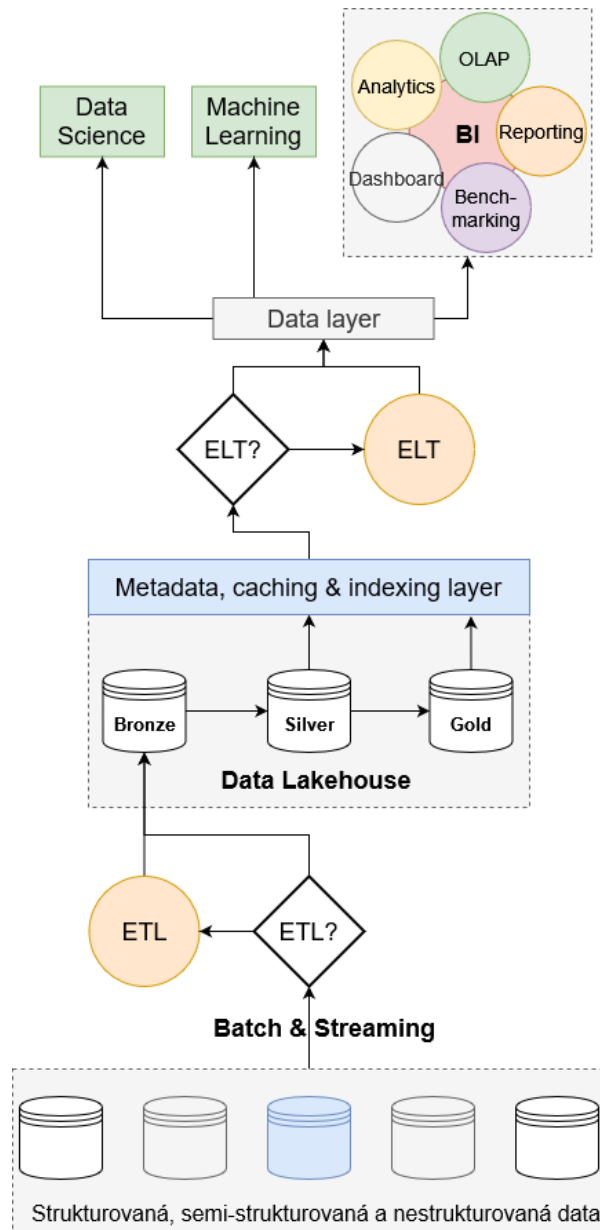 OLAP
Analytics
BI
Reporting
Dashboard
Bench-
marking
Data
Science
Machine
Learning
Data layer
ELT?
ELT
Metadata, caching & indexing layer
Bronze
Silver
Gold
Data Lakehouse
ETL
ETL?
Batch & Streaming
Strukturovaná, semi-strukturovaná a nestrukturovaná data